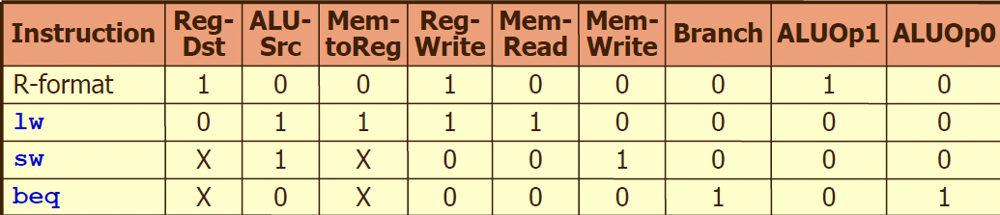 Instruction Reg-Dst ALU-Src Mem-toReg Reg-Write Mem-Read Mem-Write Branch ALUOp1 ALUOp0
R-format 1 0 0 1 0 0 0 1 0
lw 0 1 1 1 1 0 0 0 0
sw X 1 X 0 0 1 0 0 0
beq X 0 X 0 0 0 1 0 1